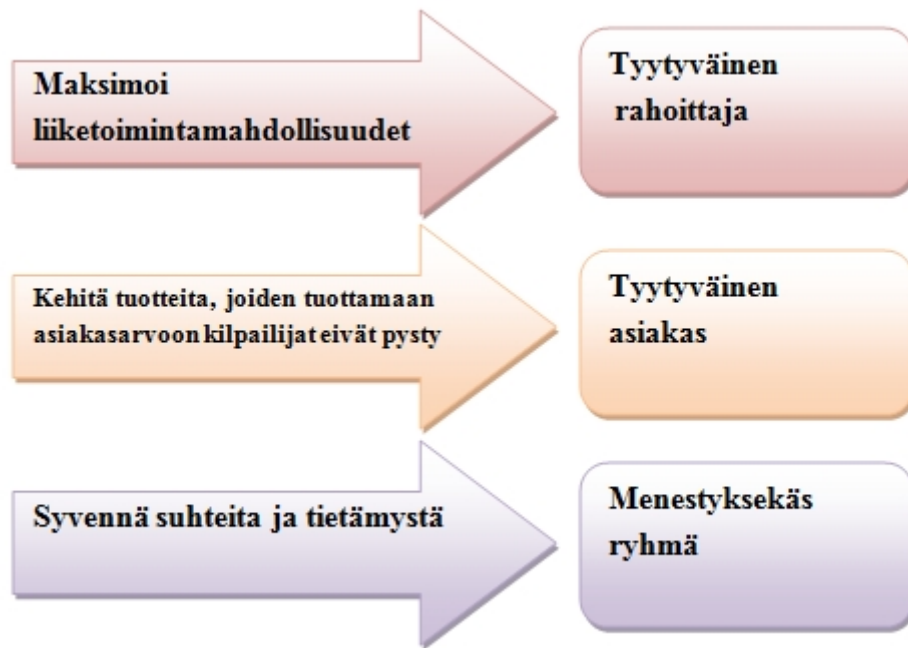 Maksimoi
liiketoimintamahdollisuudet
Tyytyväinen
rahoittaja
Kehitä tuotteita, joiden tuottamaan
asiakasarvoon kilpailijat eivät pysty
Tyytyväinen
asiakas
Syvennä suhteita ja tietämystä
Menestyksekäs
ryhmä